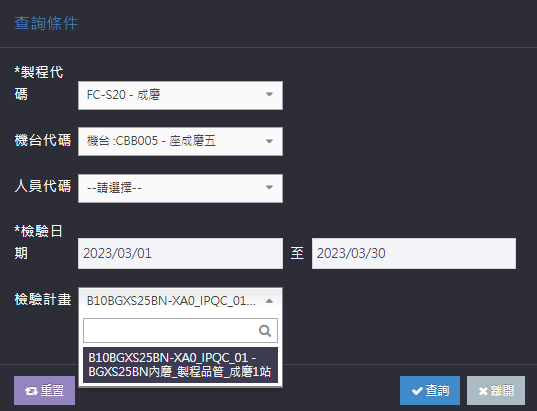 查詢條件
*製程代
碼
FC-S20 - 成磨
機台代碼
機台 :CBB005 - 座成磨五
人員代碼
--請選擇--
*檢驗日
期
2023/03/01
至
2023/03/30
檢驗計畫
B10BGXS25BN-XA0_IPQC_01...
B10BGXS25BN-XA0_IPQC_01 -
BGXS25BN內磨_製程品管_成磨1站
重置
查詢
離開